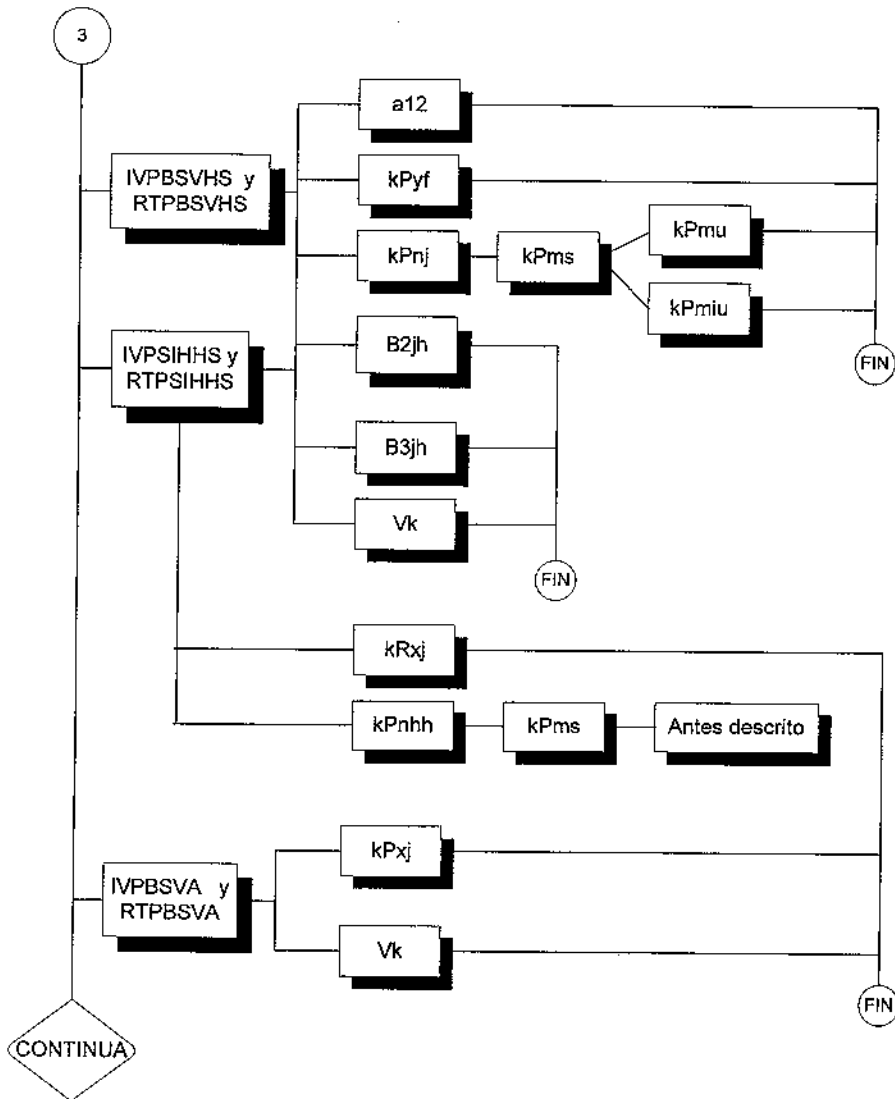 3
a12
IVPBSVHS y
RTPBSVHS
kPyf
kPnj
kPms
kPmu
kPmiu
IVPSIHHS y
RTPSIHHS
B2jh
FIN
B3jh
Vk
FIN
kRxj
kPnhh
kPms
Antes descrito
kPxj
IVPBSVA y
RTPBSVA
Vk
FIN
CONTINUA